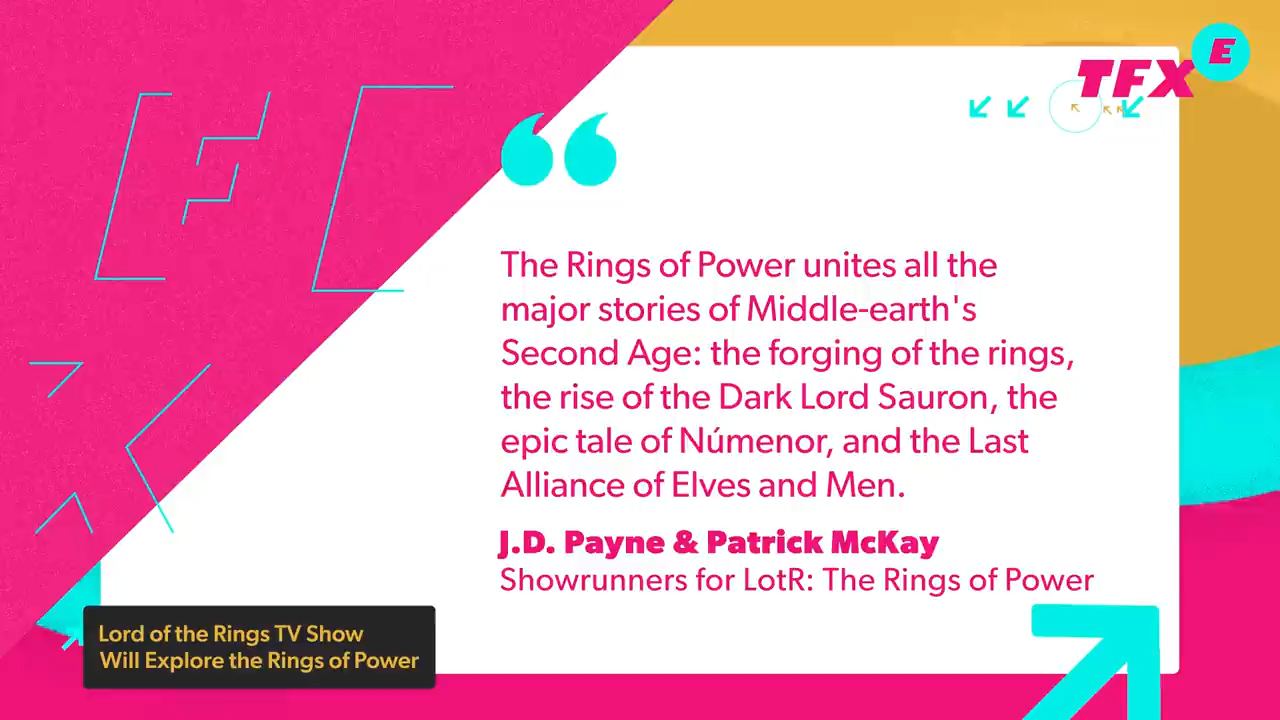 TFX E
“
The Rings of Power unites all the
major stories of Middle-earth's
Second Age: the forging of the rings,
the rise of the Dark Lord Sauron, the
epic tale of Númenor, and the Last
Alliance of Elves and Men.
J.D. Payne & Patrick McKay
Showrunners for LotR: The Rings of Power
Lord of the Rings TV Show
Will Explore the Rings of Power